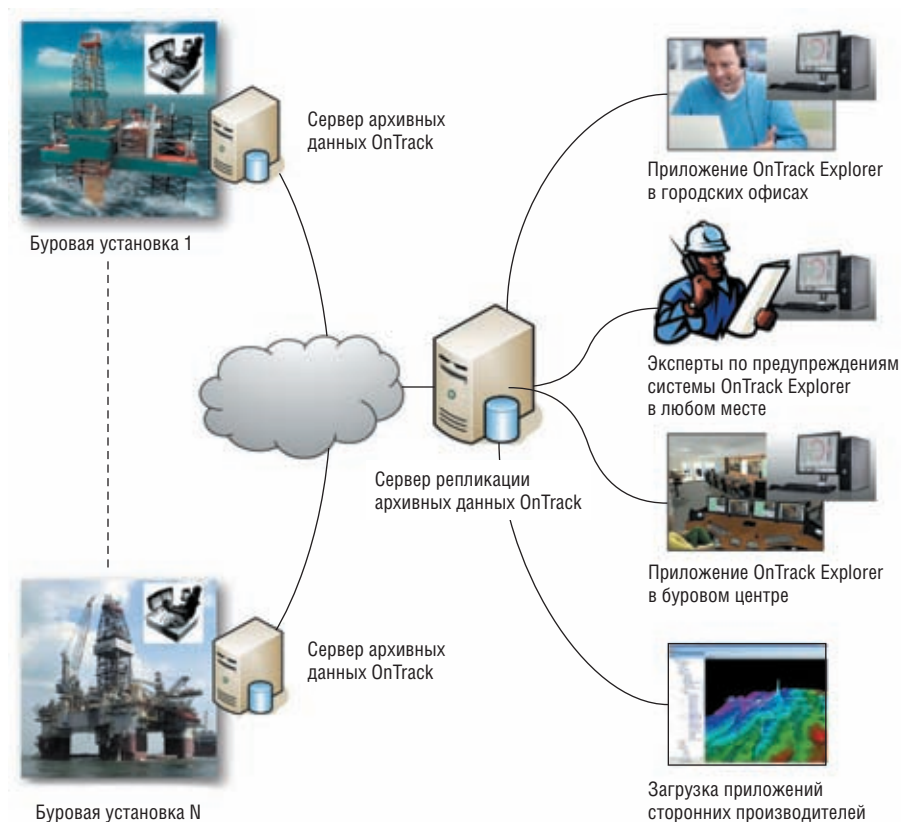 Сервер архивных
данных OnTrack
Буровая установка 1
Приложение OnTrack Explorer
в городских офисах
Эксперты по предупреждениям
системы OnTrack Explorer
в любом месте
Сервер репликации
архивных данных OnTrack
Приложение OnTrack Explorer
в буровом центре
Сервер архивных
данных OnTrack
Буровая установка N
Загрузка приложений
сторонних производителей